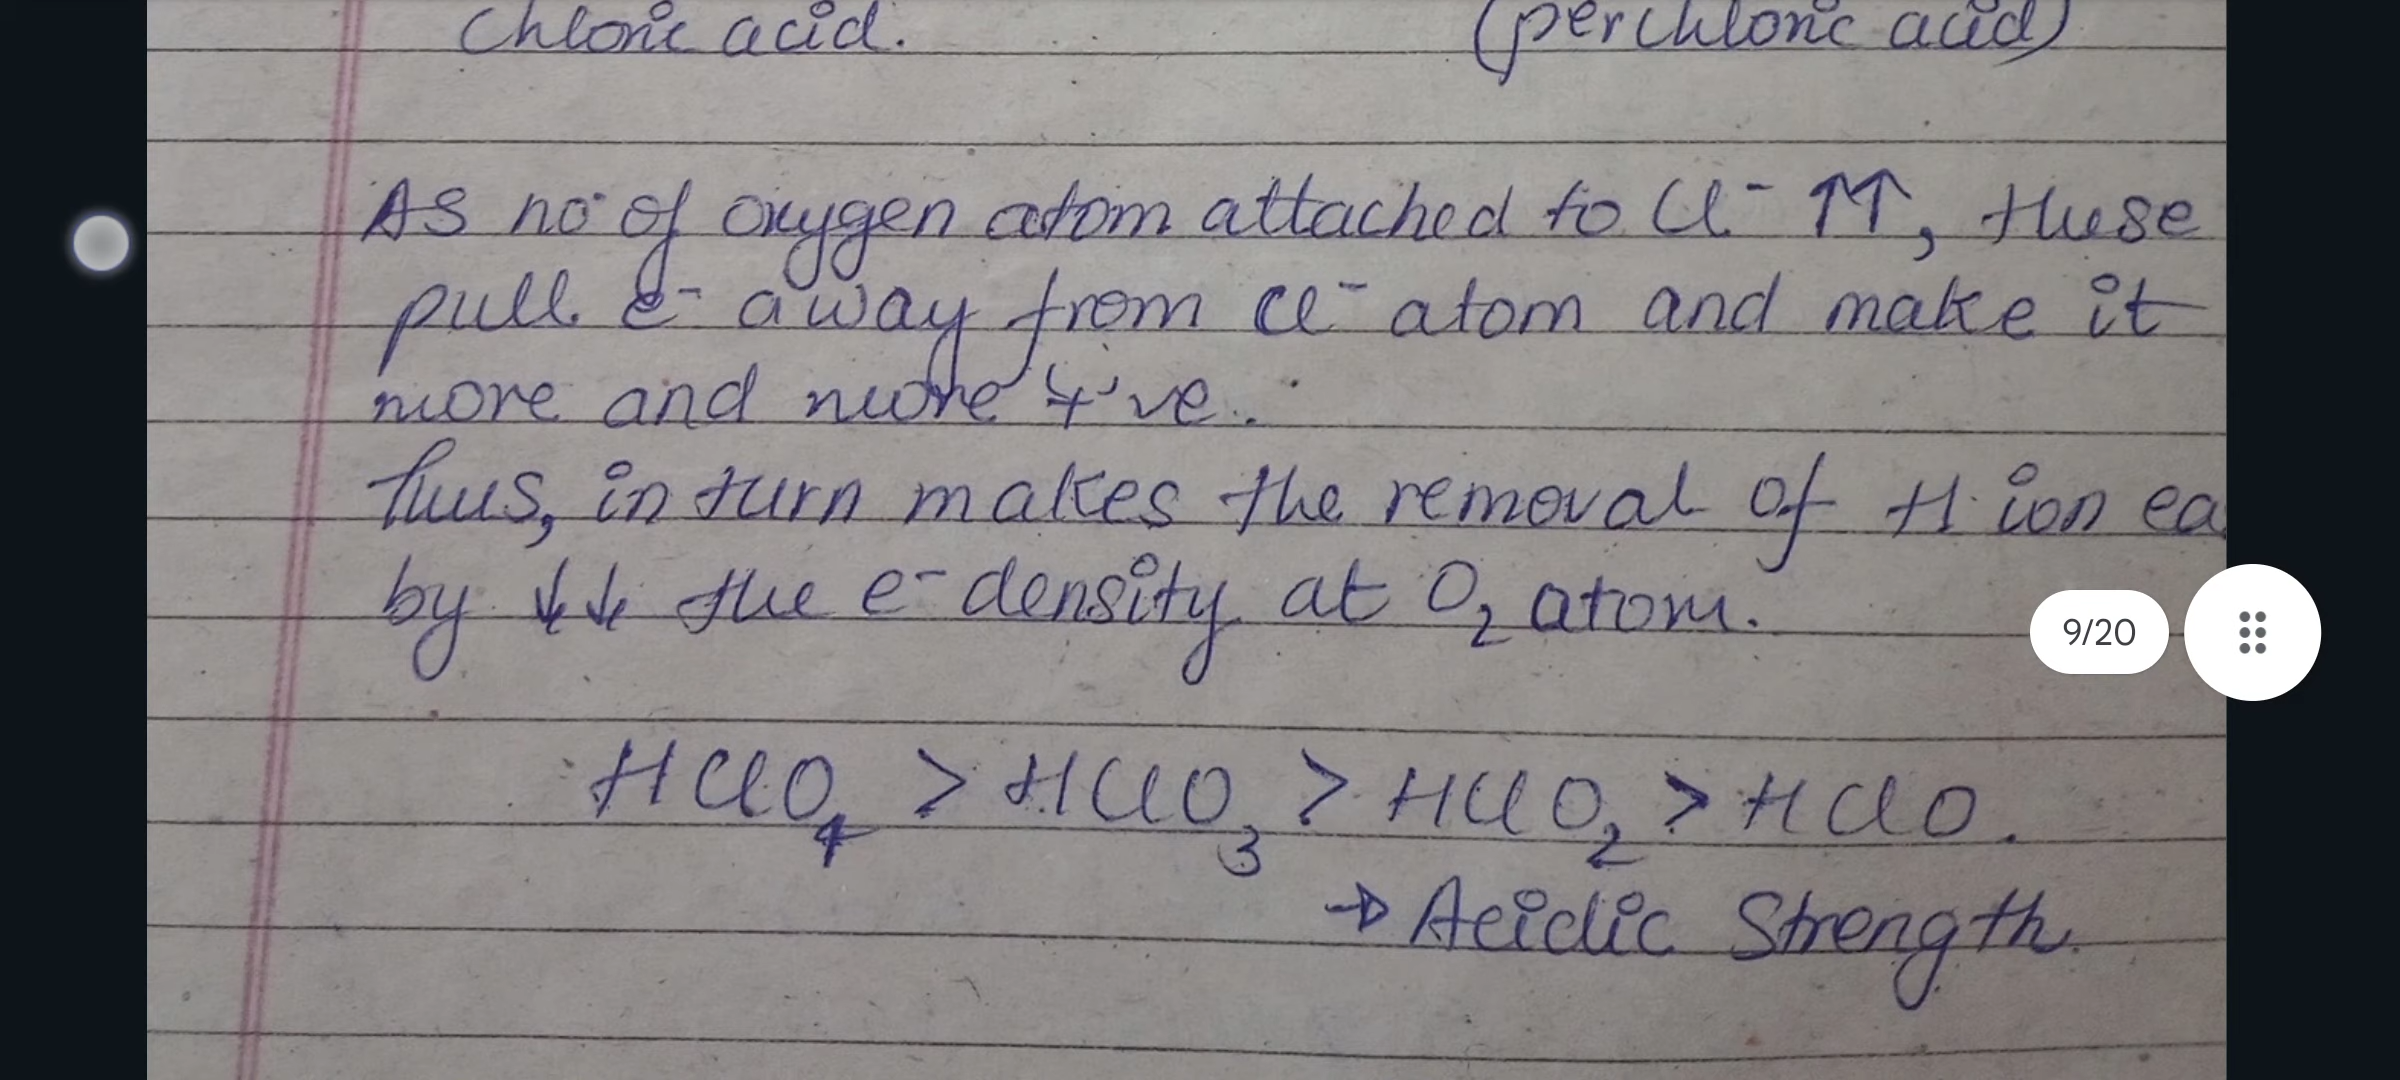 Chloric acid. (perchloric acid)
As no. of oxygen atom attached to Cl⁻ ↑↑, these
pull e⁻ away from Cl⁻ atom and make it
more and more +'ve.
Thus, in turn makes the removal of H ion ea
by ↓↓ the e⁻ density at O₂ atom.
9/20
HClO₄ > HClO₃ > HClO₂ > HClO.
→ Acidic Strength.